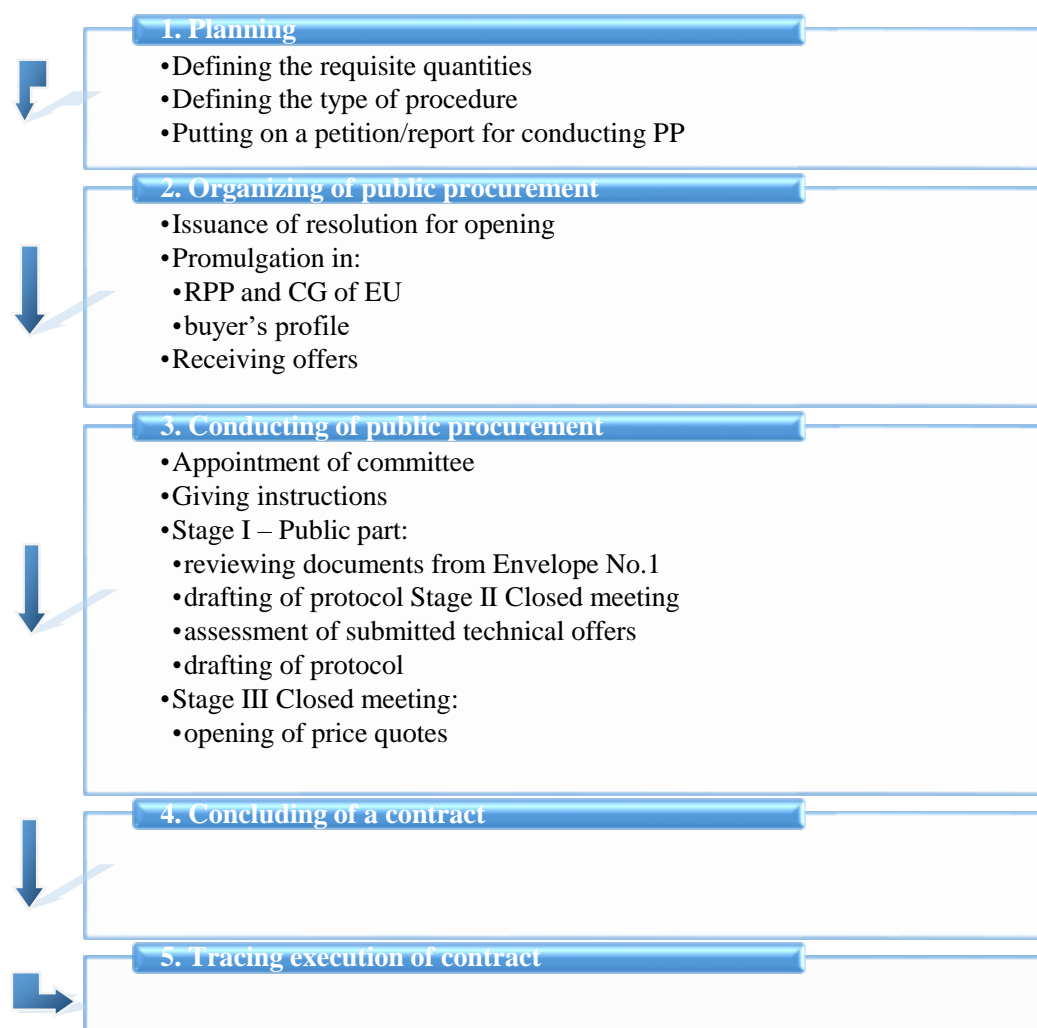 1. Planning
•Defining the requisite quantities
•Defining the type of procedure
•Putting on a petition/report for conducting PP
2. Organizing of public procurement
•Issuance of resolution for opening
•Promulgation in:
•RPP and CG of EU
•buyer’s profile
•Receiving offers
3. Conducting of public procurement
•Appointment of committee
•Giving instructions
•Stage I – Public part:
•reviewing documents from Envelope No.1
•drafting of protocol Stage II Closed meeting
•assessment of submitted technical offers
•drafting of protocol
•Stage III Closed meeting:
•opening of price quotes
4. Concluding of a contract
5. Tracing execution of contract